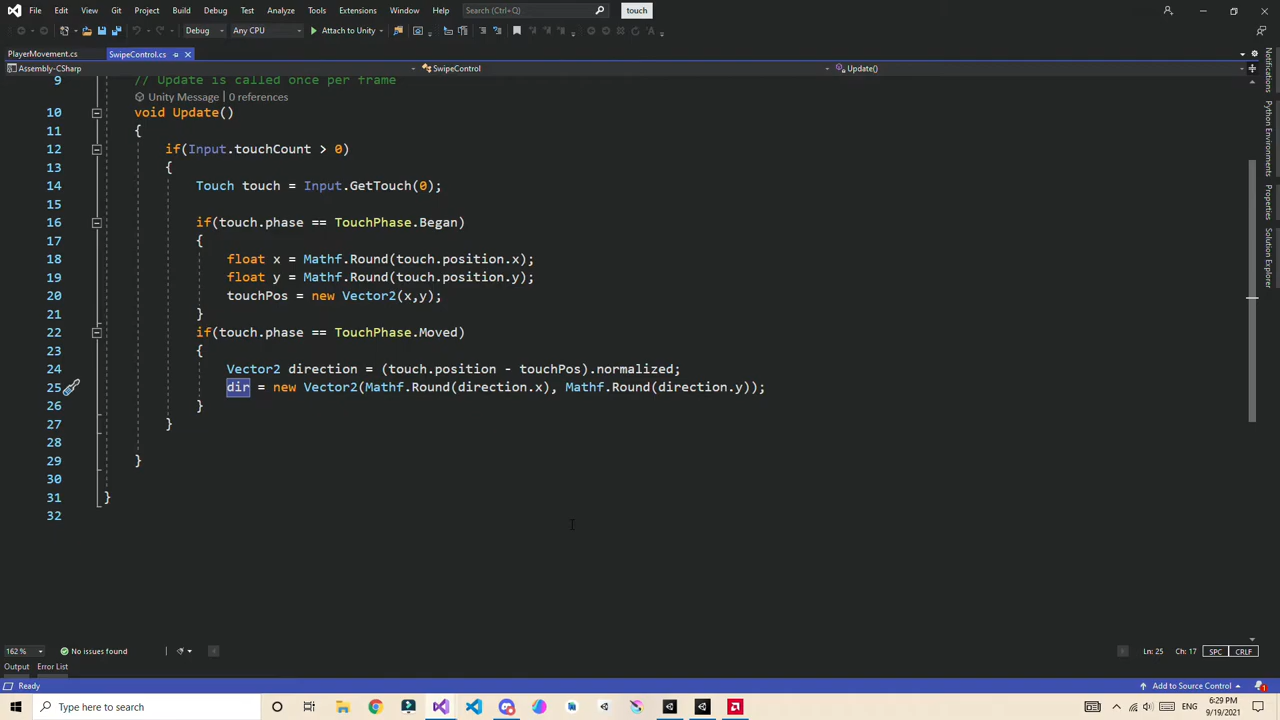 File Edit View Git Project Build Debug Test Analyze Tools Extensions Window Help Search (Ctrl+Q) touch
Debug Any CPU Attach to Unity
PlayerMovement.cs SwipeControl.cs
Assembly-CSharp SwipeControl Update()
9 // Update is called once per frame
Unity Message | 0 references
10 void Update()
11 {
12 if(Input.touchCount > 0)
13 {
14 Touch touch = Input.GetTouch(0);
15
16 if(touch.phase == TouchPhase.Began)
17 {
18 float x = Mathf.Round(touch.position.x);
19 float y = Mathf.Round(touch.position.y);
20 touchPos = new Vector2(x,y);
21 }
22 if(touch.phase == TouchPhase.Moved)
23 {
24 Vector2 direction = (touch.position - touchPos).normalized;
25 dir = new Vector2(Mathf.Round(direction.x), Mathf.Round(direction.y));
26 }
27 }
28
29 }
30
31 }
32
Notifications
Python Environments
Properties
Solution Explorer
162 % No issues found Ln: 25 Ch: 17 SPC CRLF
Output Error List
Ready Add to Source Control 1
Type here to search ENG 6:29 PM
9/19/2021